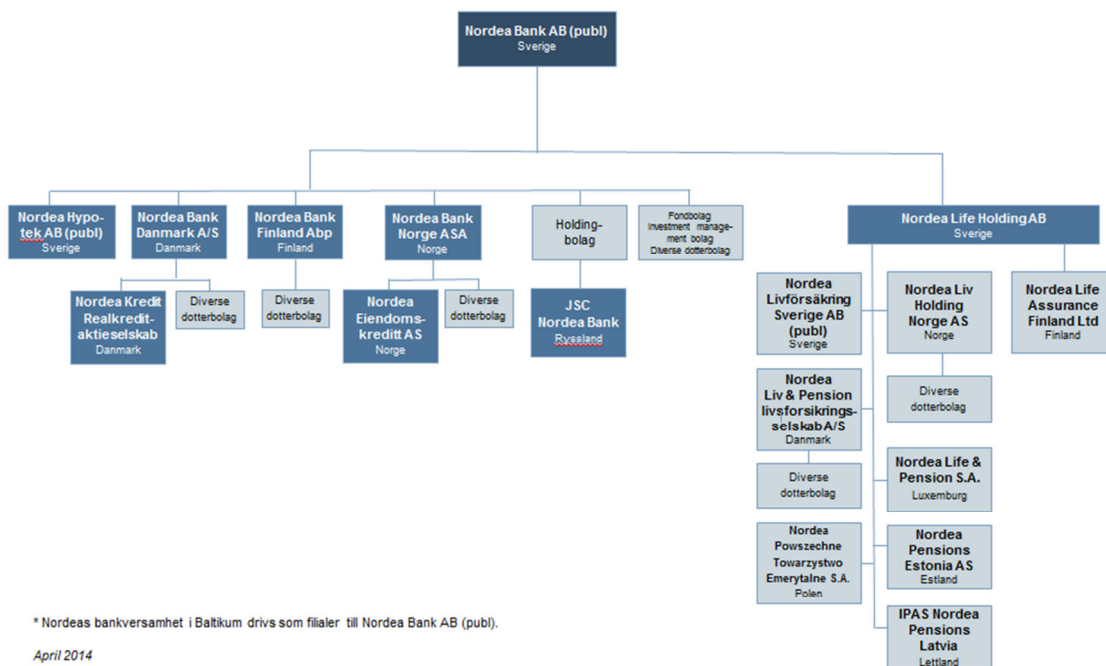 Nordea Bank AB (publ)
Sverige
Nordea Hypo-
tek AB (publ)
Sverige
Nordea Bank
Danmark A/S
Danmark
Nordea Bank
Finland Abp
Finland
Nordea Bank
Norge ASA
Norge
Holding-
bolag
Fondbolag
Investment manage-
ment bolag
Diverse dotterbolag
Nordea Life Holding AB
Sverige
Nordea Kredit
Realkredit-
aktieselskab
Danmark
Diverse
dotterbolag
Diverse
dotterbolag
Nordea
Eiendoms-
kreditt AS
Norge
Diverse
dotterbolag
JSC
Nordea Bank
Ryssland
Nordea
Livförsäkring
Sverige AB
(publ)
Sverige
Nordea Liv
Holding
Norge AS
Norge
Nordea Life
Assurance
Finland Ltd
Finland
Nordea
Liv & Pension
livsforsikrings-
selskab A/S
Danmark
Diverse
dotterbolag
Diverse
dotterbolag
Nordea Life &
Pension S.A.
Luxemburg
Nordea
Powszechne
Towarzystwo
Emerytalne S.A.
Polen
Nordea
Pensions
Estonia AS
Estland
IPAS Nordea
Pensions
Latvia
Lettland
* Nordeas bankversamhet i Baltikum drivs som filialer till Nordea Bank AB (publ).
April 2014